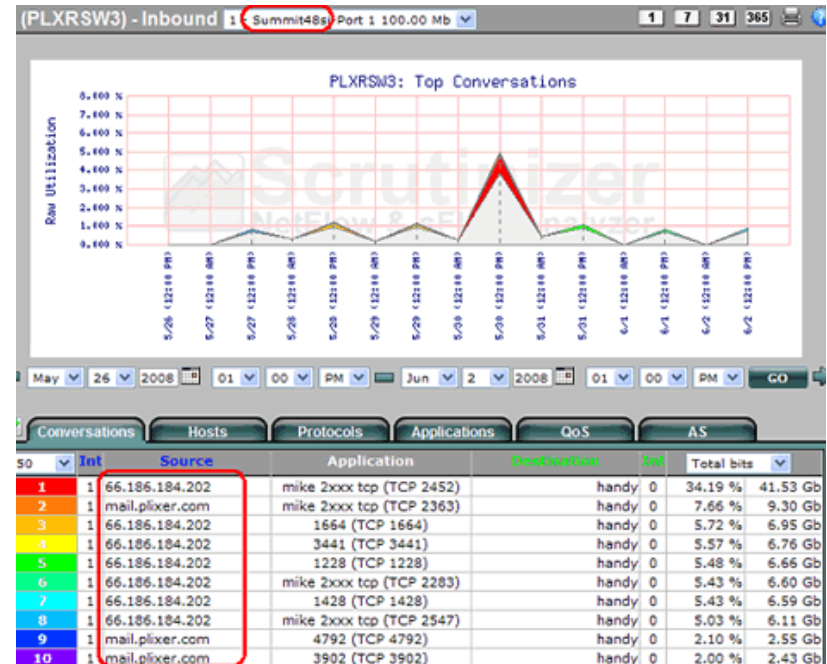 (PLXRSW3) - Inbound 1 - Summit48si Port 1 100.00 Mb 1 7 31 365
PLXRSW3: Top Conversations
Raw Utilization
8.000 %
7.000 %
6.000 %
5.000 %
4.000 %
3.000 %
2.000 %
1.000 %
0.000 %
Scrutinizer
NetFlow & sFlow Analyzer
5/26 (12:00 PM)
5/27 (12:00 AM)
5/27 (12:00 PM)
5/28 (12:00 AM)
5/28 (12:00 PM)
5/29 (12:00 AM)
5/29 (12:00 PM)
5/30 (12:00 AM)
5/30 (12:00 PM)
5/31 (12:00 AM)
5/31 (12:00 PM)
6/1 (12:00 AM)
6/1 (12:00 PM)
6/2 (12:00 AM)
6/2 (12:00 PM)
May 26 2008 01 00 PM Jun 2 2008 01 00 PM GO
Conversations Hosts Protocols Applications QoS AS
50 Int Source Application Destination Int Total bits
1 1 66.186.184.202 mike 2xxx tcp (TCP 2452) handy 0 34.19 % 41.53 Gb
2 1 mail.plixer.com mike 2xxx tcp (TCP 2363) handy 0 7.66 % 9.30 Gb
3 1 66.186.184.202 1664 (TCP 1664) handy 0 5.72 % 6.95 Gb
4 1 66.186.184.202 3441 (TCP 3441) handy 0 5.57 % 6.76 Gb
5 1 66.186.184.202 1228 (TCP 1228) handy 0 5.48 % 6.66 Gb
6 1 66.186.184.202 mike 2xxx tcp (TCP 2283) handy 0 5.43 % 6.60 Gb
7 1 66.186.184.202 1428 (TCP 1428) handy 0 5.43 % 6.59 Gb
8 1 66.186.184.202 mike 2xxx tcp (TCP 2547) handy 0 5.03 % 6.11 Gb
9 1 mail.plixer.com 4792 (TCP 4792) handy 0 2.10 % 2.55 Gb
10 1 mail.plixer.com 3902 (TCP 3902) handy 0 2.00 % 2.43 Gb